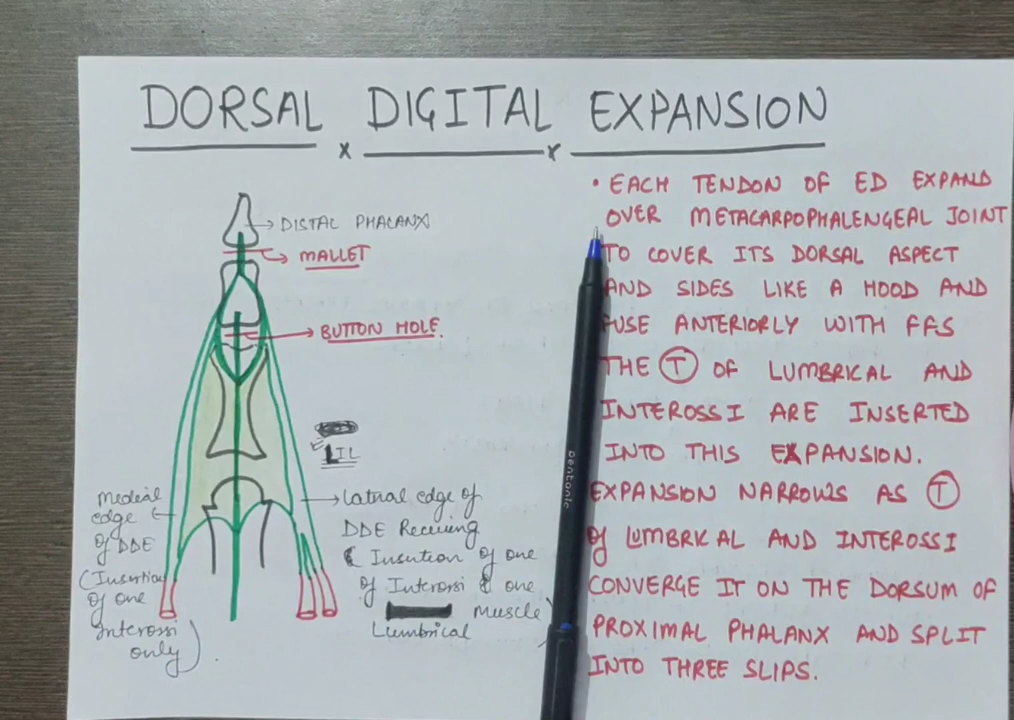 DORSAL DIGITAL EXPANSION
DISTAL PHALANX
MALLET
BUTTON HOLE.
LIL
Medial
edge
of DDE
(Insertion
of one
Interossi
only)
Lateral edge of
DDE Receiving
Insertion of one
of Interossi & one
Muscle
Lumbrical
• EACH TENDON OF ED EXPAND
OVER METACARPOPHALENGEAL JOINT
TO COVER ITS DORSAL ASPECT
AND SIDES LIKE A HOOD AND
FUSE ANTERIORLY WITH FFS
THE T OF LUMBRICAL AND
INTEROSSI ARE INSERTED
INTO THIS EXPANSION.
EXPANSION NARROWS AS T
of LUMBRICAL AND INTEROSSI
CONVERGE IT ON THE DORSUM OF
PROXIMAL PHALANX AND SPLIT
INTO THREE SLIPS.
Dentonic